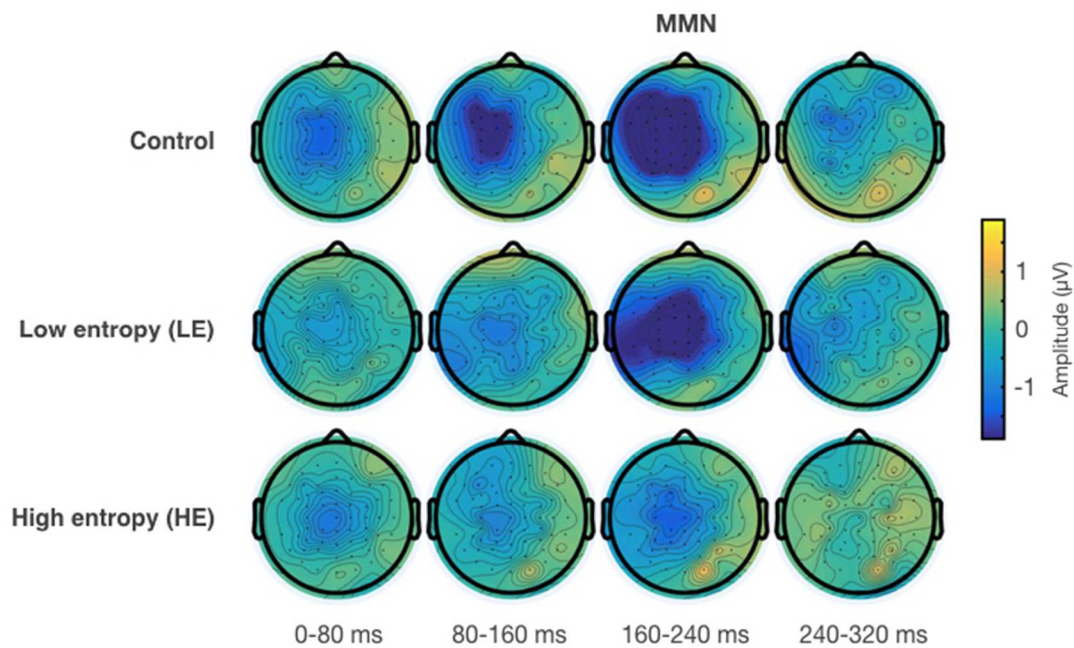 MMN
Control
Low entropy (LE)
High entropy (HE)
0-80 ms
80-160 ms
160-240 ms
240-320 ms
1
0
-1
Amplitude (µV)